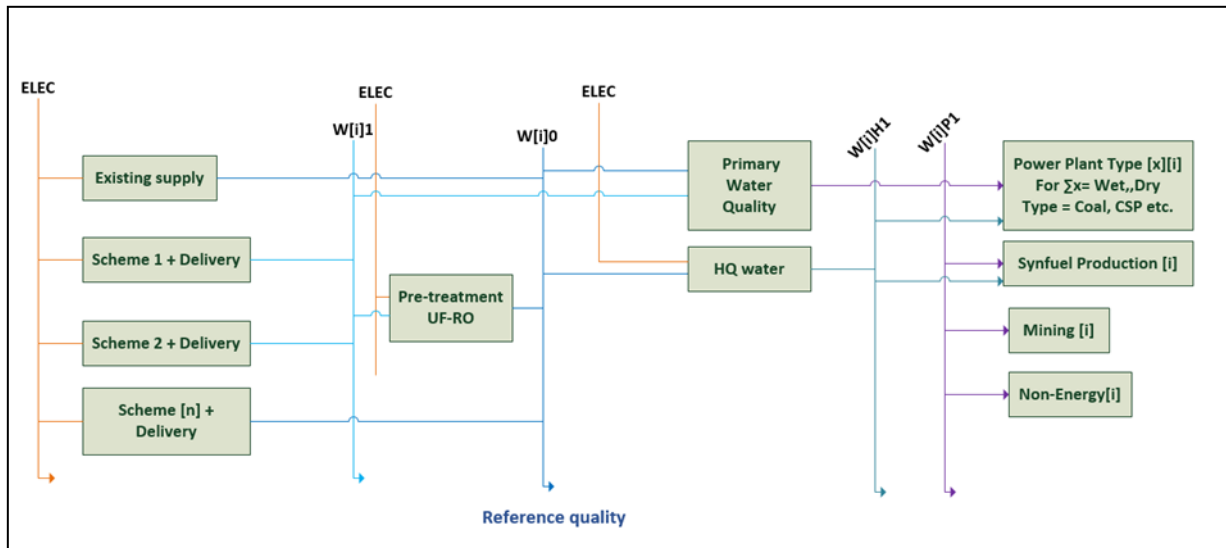 ELEC
ELEC
ELEC
W[i]1
W[i]0
W[i]H1
W[i]P1
Existing supply
Primary
Water
Quality
Power Plant Type [x][i]
For ∑x= Wet,,Dry
Type = Coal, CSP etc.
Scheme 1 + Delivery
HQ water
Synfuel Production [i]
Pre-treatment
UF-RO
Scheme 2 + Delivery
Mining [i]
Scheme [n] +
Delivery
Non-Energy[i]
Reference quality